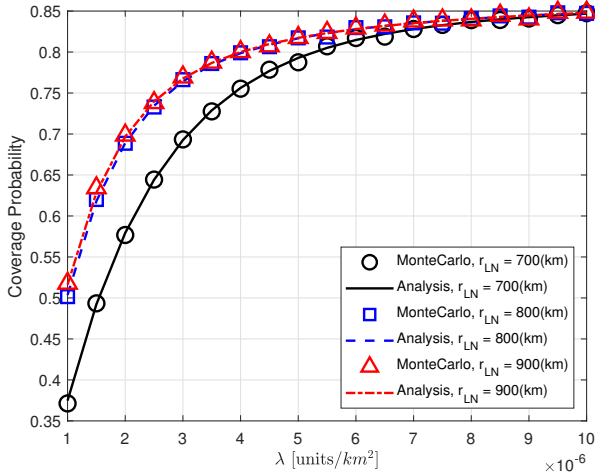 0.85
0.8
0.75
0.7
0.65
0.6
0.55
0.5
0.45
0.4
0.35
Coverage Probability
MonteCarlo, r_LN = 700(km)
Analysis, r_LN = 700(km)
MonteCarlo, r_LN = 800(km)
Analysis, r_LN = 800(km)
MonteCarlo, r_LN = 900(km)
Analysis, r_LN = 900(km)
1 2 3 4 5 6 7 8 9 10
λ [units/km²]
×10⁻⁶